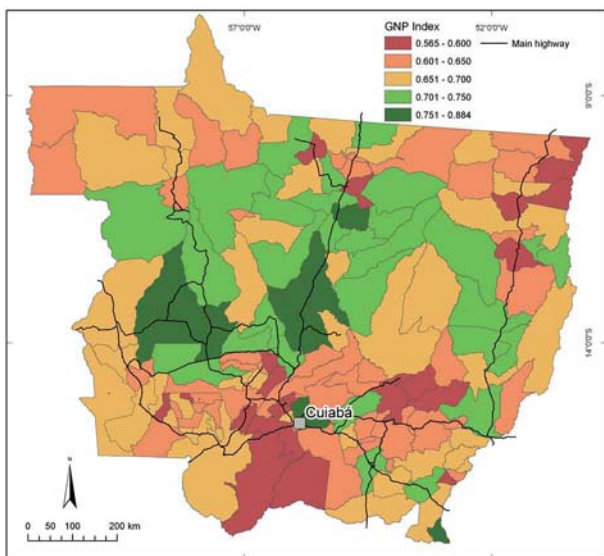 57°0'0"W
52°0'0"W
GNP Index
0.565 - 0.600
0.601 - 0.650
0.651 - 0.700
0.701 - 0.750
0.751 - 0.884
Main highway
9°0'0"S
14°0'0"S
Cuiabá
N
0 50 100 200 km